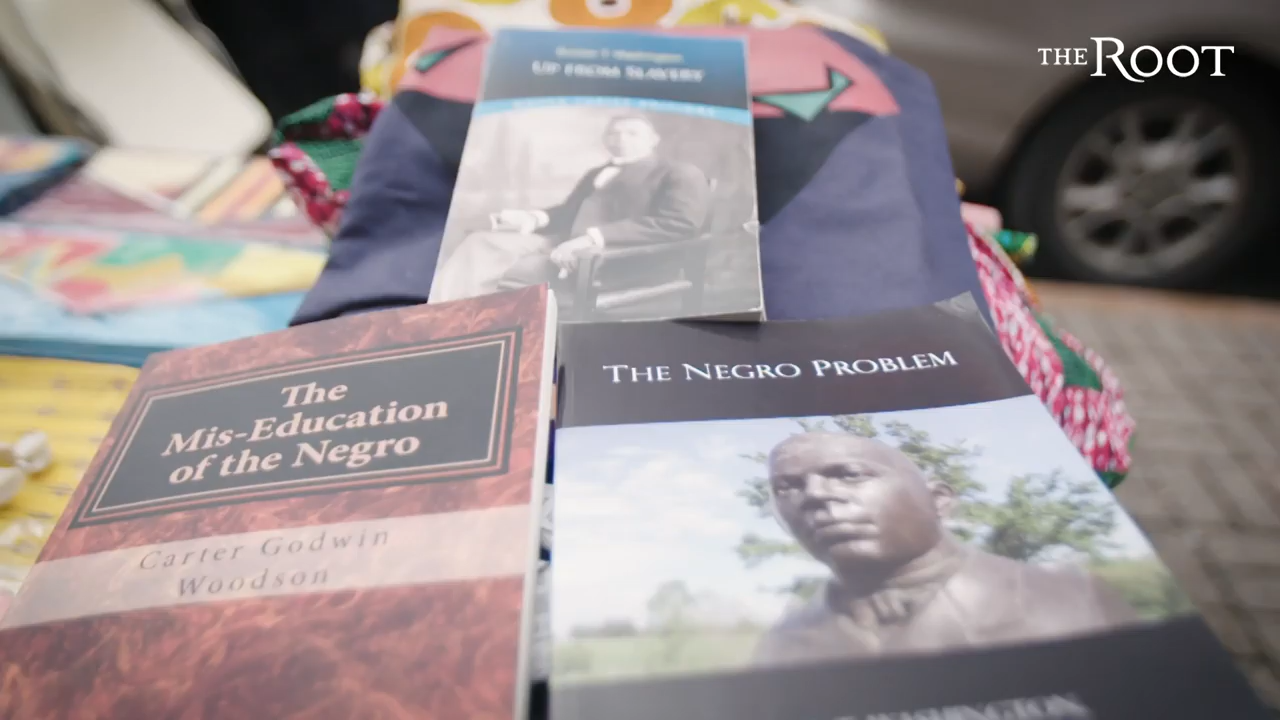 THE ROOT
Booker T. Washington
UP FROM SLAVERY
The
Mis-Education
of the Negro
Carter Godwin
Woodson
THE NEGRO PROBLEM
WASHINGTON